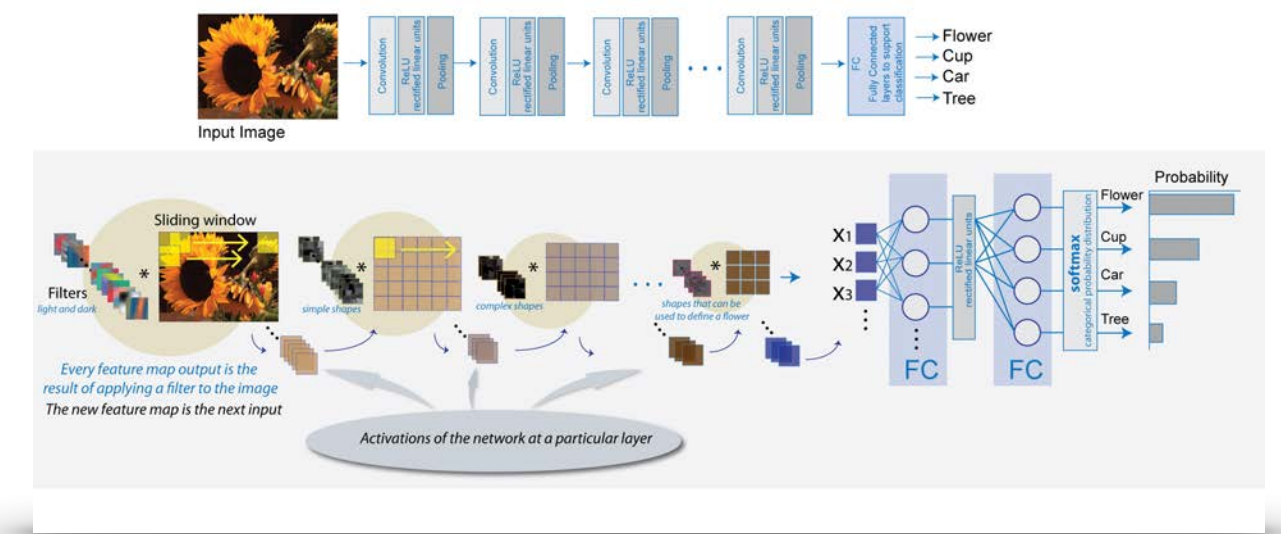 Input Image
Convolution
ReLU
rectified linear units
Pooling
Convolution
ReLU
rectified linear units
Pooling
Convolution
ReLU
rectified linear units
Pooling
Convolution
ReLU
rectified linear units
Pooling
FC
Fully Connected
layers to support
classification
Flower
Cup
Car
Tree
Sliding window
Filters
light and dark
*
simple shapes
*
complex shapes
*
shapes that can be
used to define a flower
*
Every feature map output is the
result of applying a filter to the image
The new feature map is the next input
Activations of the network at a particular layer
X1
X2
X3
FC
ReLU
rectified linear units
FC
softmax
categorical probability distribution
Probability
Flower
Cup
Car
Tree